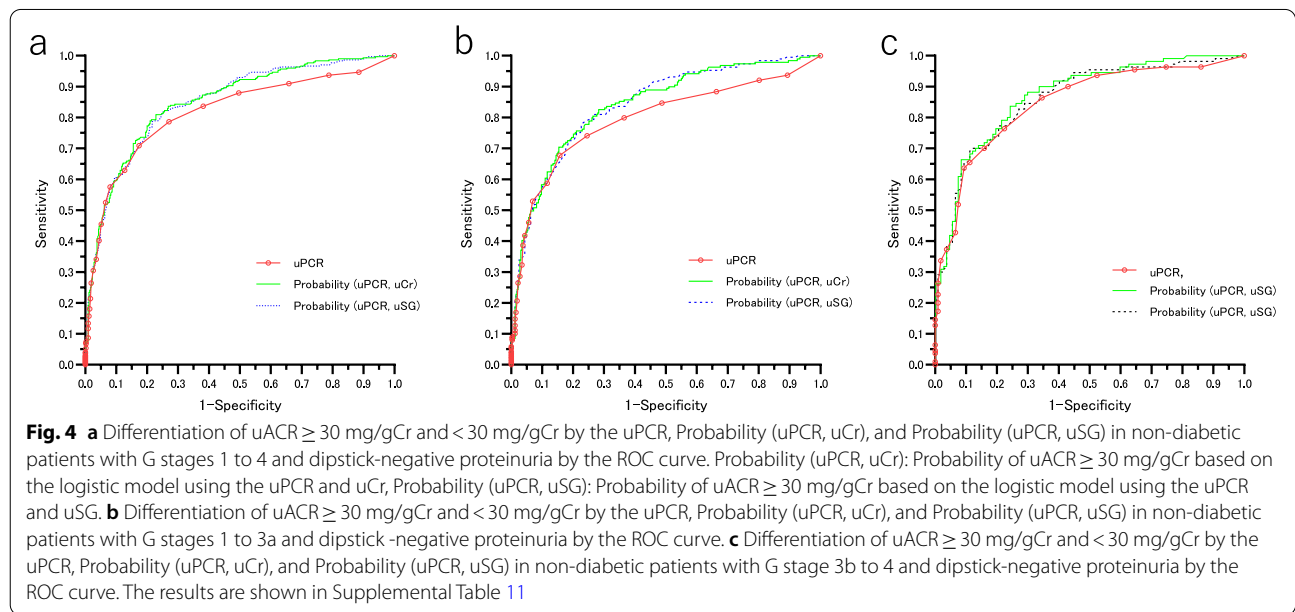 a
1.0
0.9
0.8
0.7
0.6
0.5
0.4
0.3
0.2
0.1
0.0
Sensitivity
0.0 0.1 0.2 0.3 0.4 0.5 0.6 0.7 0.8 0.9 1.0
1-Specificity
uPCR
Probability (uPCR, uCr)
Probability (uPCR, uSG)
b
1.0
0.9
0.8
0.7
0.6
0.5
0.4
0.3
0.2
0.1
0.0
Sensitivity
0.0 0.1 0.2 0.3 0.4 0.5 0.6 0.7 0.8 0.9 1.0
1-Specificity
uPCR
Probability (uPCR, uCr)
Probability (uPCR, uSG)
c
1.0
0.9
0.8
0.7
0.6
0.5
0.4
0.3
0.2
0.1
0.0
Sensitivity
0.0 0.1 0.2 0.3 0.4 0.5 0.6 0.7 0.8 0.9 1.0
1-Specificity
uPCR,
Probability (uPCR, uSG)
Probability (uPCR, uSG)
Fig. 4 a Differentiation of uACR ≥ 30 mg/gCr and < 30 mg/gCr by the uPCR, Probability (uPCR, uCr), and Probability (uPCR, uSG) in non-diabetic
patients with G stages 1 to 4 and dipstick-negative proteinuria by the ROC curve. Probability (uPCR, uCr): Probability of uACR ≥ 30 mg/gCr based on
the logistic model using the uPCR and uCr, Probability (uPCR, uSG): Probability of uACR ≥ 30 mg/gCr based on the logistic model using the uPCR
and uSG. b Differentiation of uACR ≥ 30 mg/gCr and < 30 mg/gCr by the uPCR, Probability (uPCR, uCr), and Probability (uPCR, uSG) in non-diabetic
patients with G stages 1 to 3a and dipstick -negative proteinuria by the ROC curve. c Differentiation of uACR ≥ 30 mg/gCr and < 30 mg/gCr by the
uPCR, Probability (uPCR, uCr), and Probability (uPCR, uSG) in non-diabetic patients with G stage 3b to 4 and dipstick-negative proteinuria by the
ROC curve. The results are shown in Supplemental Table 11